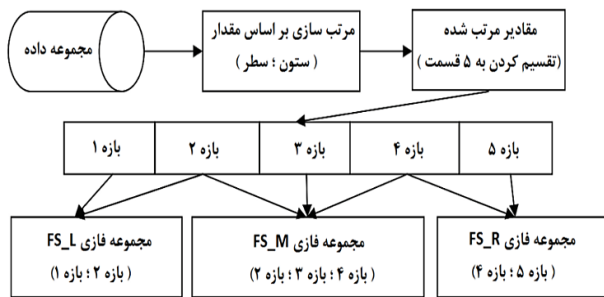 مجموعه داده
مرتب سازی بر اساس مقدار
( ستون ؛ سطر )
مقادیر مرتب شده
(تقسیم کردن به ۵ قسمت )
بازه ۱
بازه ۲
بازه ۳
بازه ۴
بازه ۵
مجموعه فازی FS_L
(بازه ۲ ؛ بازه ۱)
مجموعه فازی FS_M
(بازه ۴ ؛ بازه ۳ ؛ بازه ۲)
مجموعه فازی FS_R
(بازه ۵ ؛ بازه ۴)